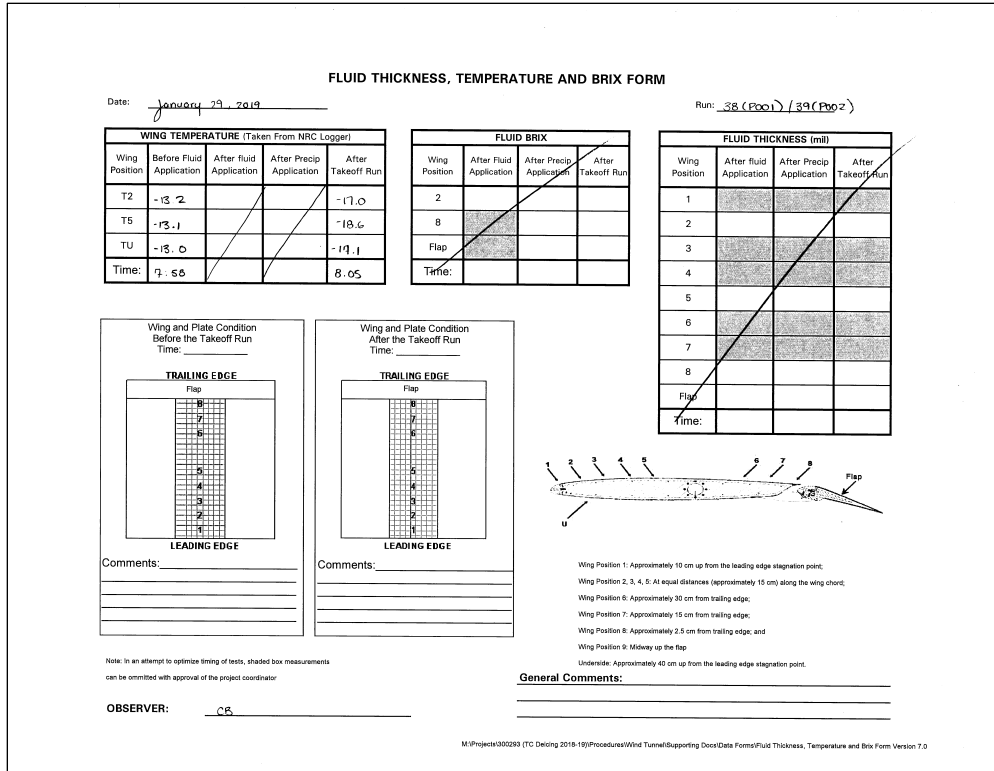 FLUID THICKNESS, TEMPERATURE AND BRIX FORM
Date: January 29, 2019
Run: 38 (P001) / 39 (P002)
WING TEMPERATURE (Taken From NRC Logger)
Wing Position Before Fluid Application After fluid Application After Precip Application After Takeoff Run
T2 -13.2 -17.0
T5 -13.1 -18.6
TU -13.0 -17.1
Time: 7:58 8:05
FLUID BRIX
Wing Position After Fluid Application After Precip Application After Takeoff Run
2
8
Flap
Time:
FLUID THICKNESS (mil)
Wing Position After fluid Application After Precip Application After Takeoff Run
1
2
3
4
5
6
7
8
Flap
Time:
Wing and Plate Condition
Before the Takeoff Run
Time:
TRAILING EDGE
Flap
8
7
6
5
4
3
2
1
LEADING EDGE
Comments:
Wing and Plate Condition
After the Takeoff Run
Time:
TRAILING EDGE
Flap
8
7
6
5
4
3
2
1
LEADING EDGE
Comments:
1 2 3 4 5 6 7 8
Flap
U
Wing Position 1: Approximately 10 cm up from the leading edge stagnation point;
Wing Position 2, 3, 4, 5: At equal distances (approximately 15 cm) along the wing chord;
Wing Position 6: Approximately 30 cm from trailing edge;
Wing Position 7: Approximately 15 cm from trailing edge;
Wing Position 8: Approximately 2.5 cm from trailing edge; and
Wing Position 9: Midway up the flap
Underside: Approximately 40 cm up from the leading edge stagnation point.
Note: In an attempt to optimize timing of tests, shaded box measurements
can be ommitted with approval of the project coordinator
General Comments:
OBSERVER: CB
M:\Projects\300293 (TC Deicing 2018-19)\Procedures\Wind Tunnel\Supporting Docs\Data Forms\Fluid Thickness, Temperature and Brix Form Version 7.0